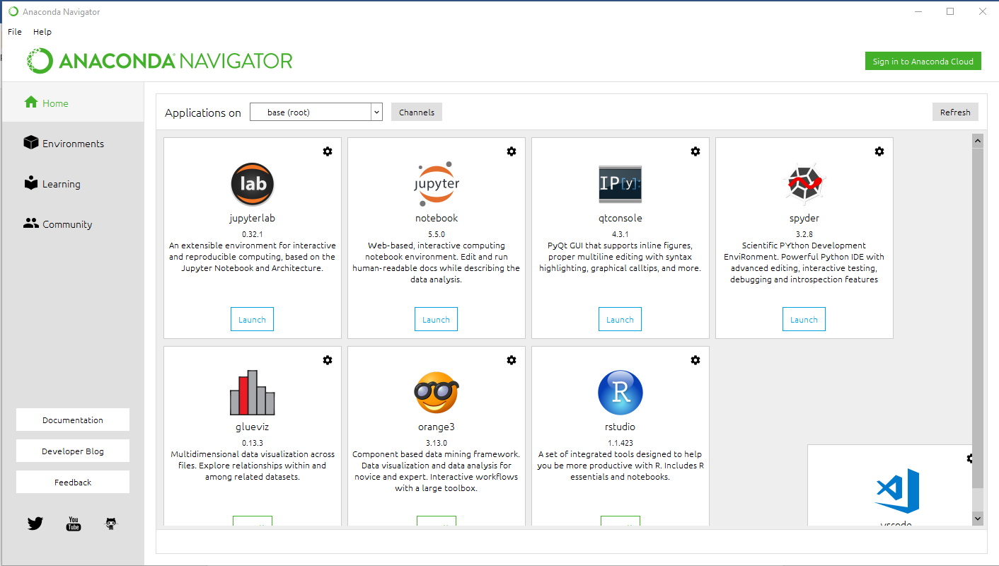 Anaconda Navigator
File Help
ANACONDA NAVIGATOR
Sign in to Anaconda Cloud
Home
Environments
Learning
Community
Documentation
Developer Blog
Feedback
You
Tube
Applications on base (root) Channels Refresh
lab
jupyterlab
0.32.1
An extensible environment for interactive
and reproducible computing, based on the
Jupyter Notebook and Architecture.
Launch
jupyter
notebook
5.5.0
Web-based, interactive computing
notebook environment. Edit and run
human-readable docs while describing the
data analysis.
Launch
IP[y]:
qtconsole
4.3.1
PyQt GUI that supports inline figures,
proper multiline editing with syntax
highlighting, graphical calltips, and more.
Launch
spyder
3.2.8
Scientific PYthon Development
EnviRonment. Powerful Python IDE with
advanced editing, interactive testing,
debugging and introspection features
Launch
glueviz
0.13.3
Multidimensional data visualization across
files. Explore relationships within and
among related datasets.
orange3
3.13.0
Component based data mining framework.
Data visualization and data analysis for
novice and expert. Interactive workflows
with a large toolbox.
R
rstudio
1.1.423
A set of integrated tools designed to help
you be more productive with R. Includes R
essentials and notebooks.
vscode